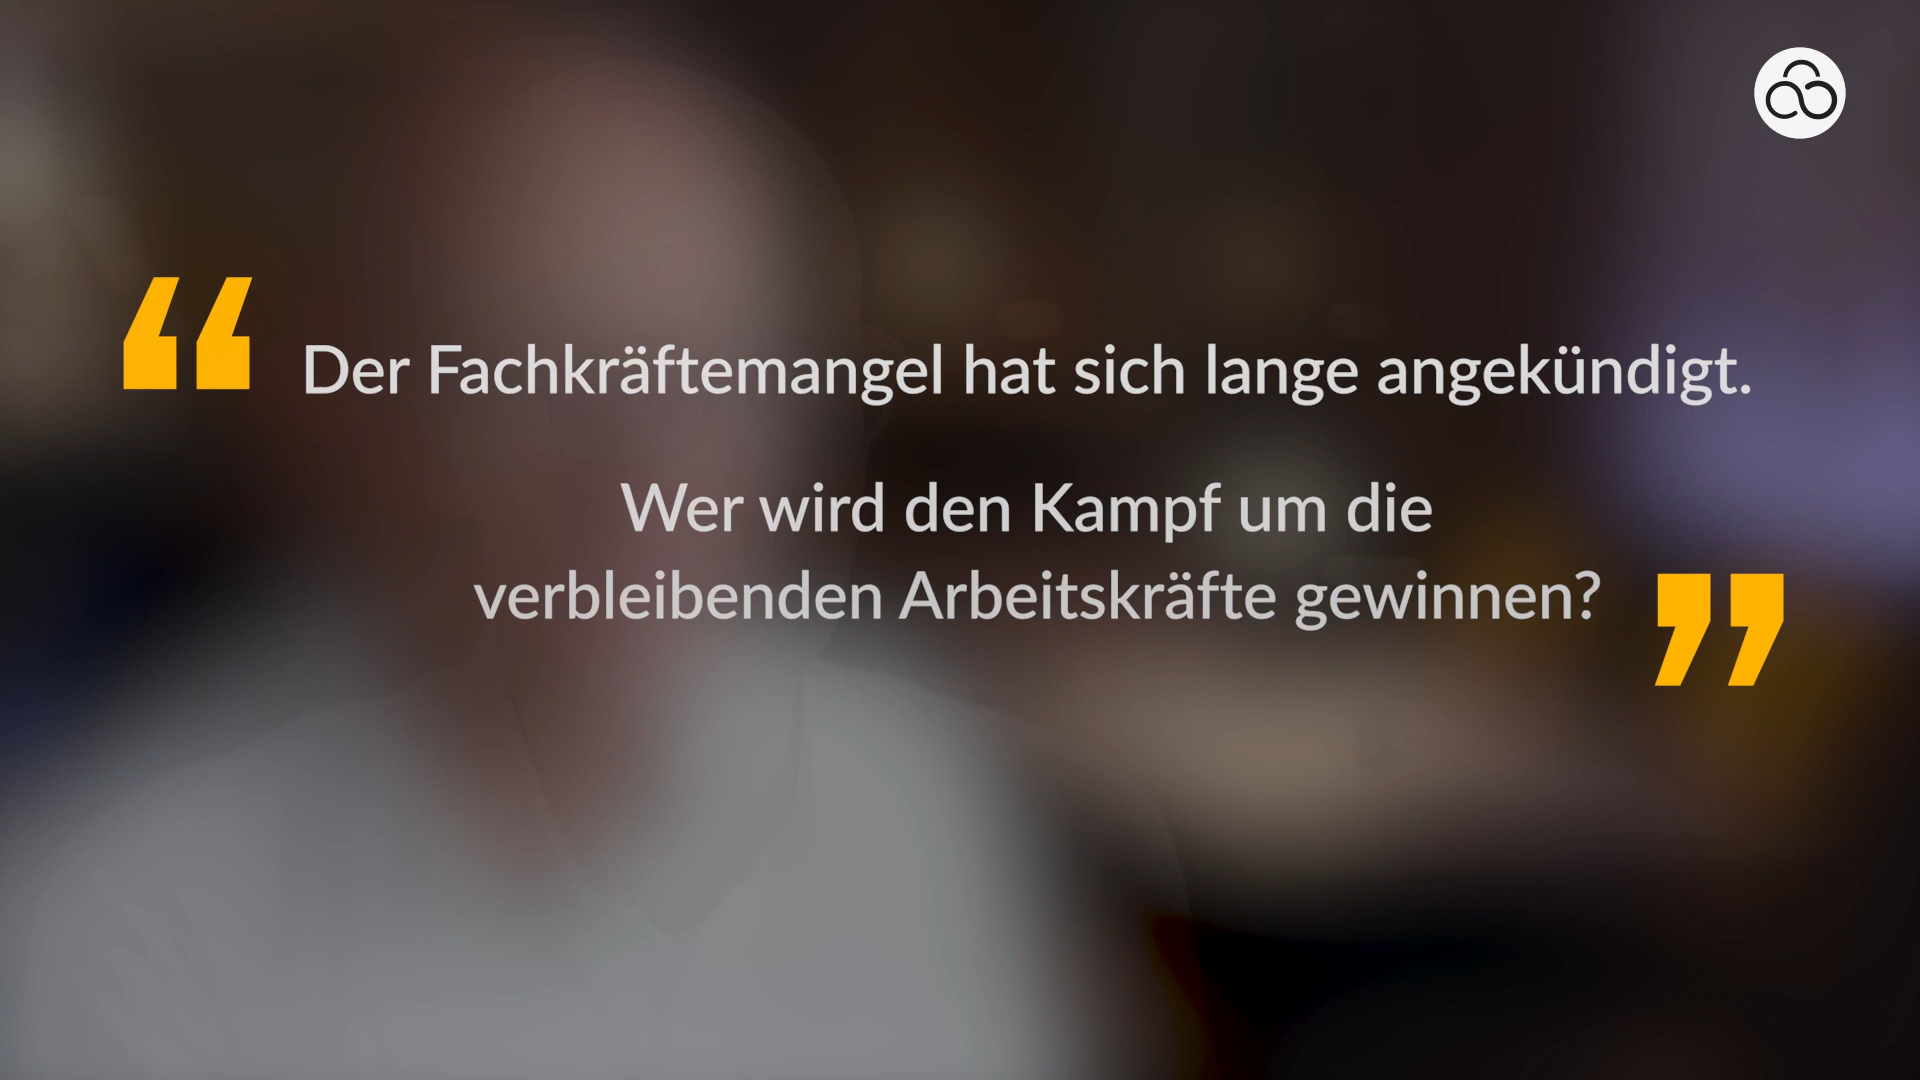 “ Der Fachkräftemangel hat sich lange angekündigt.
Wer wird den Kampf um die
verbleibenden Arbeitskräfte gewinnen? ”